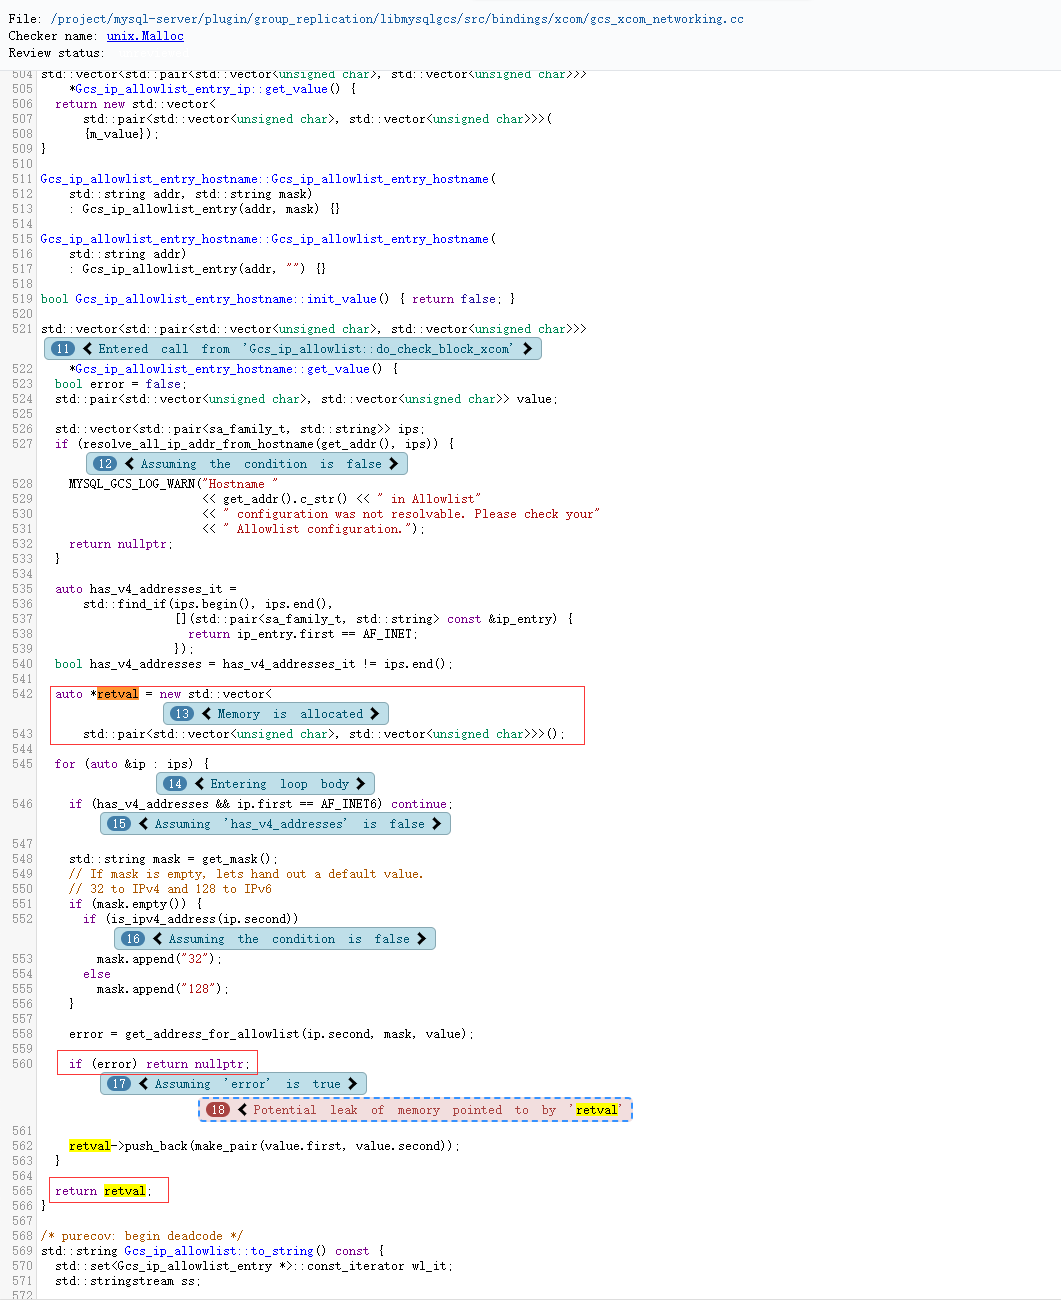 File: /project/mysql-server/plugin/group_replication/libmysqlgcs/src/bindings/xcom/gcs_xcom_networking.cc
Checker name: unix.Malloc
Review status:
504 std::vector<std::pair<std::vector<unsigned char>, std::vector<unsigned char>>>
505     *Gcs_ip_allowlist_entry_ip::get_value() {
506   return new std::vector<
507       std::pair<std::vector<unsigned char>, std::vector<unsigned char>>>(
508       {m_value});
509 }
510
511 Gcs_ip_allowlist_entry_hostname::Gcs_ip_allowlist_entry_hostname(
512     std::string addr, std::string mask)
513     : Gcs_ip_allowlist_entry(addr, mask) {}
514
515 Gcs_ip_allowlist_entry_hostname::Gcs_ip_allowlist_entry_hostname(
516     std::string addr)
517     : Gcs_ip_allowlist_entry(addr, "") {}
518
519 bool Gcs_ip_allowlist_entry_hostname::init_value() { return false; }
520
521 std::vector<std::pair<std::vector<unsigned char>, std::vector<unsigned char>>>
11 Entered call from 'Gcs_ip_allowlist::do_check_block_xcom'
522     *Gcs_ip_allowlist_entry_hostname::get_value() {
523   bool error = false;
524   std::pair<std::vector<unsigned char>, std::vector<unsigned char>> value;
525
526   std::vector<std::pair<sa_family_t, std::string>> ips;
527   if (resolve_all_ip_addr_from_hostname(get_addr(), ips)) {
12 Assuming the condition is false
528     MYSQL_GCS_LOG_WARN("Hostname "
529                        << get_addr().c_str() << " in Allowlist"
530                        << " configuration was not resolvable. Please check your"
531                        << " Allowlist configuration.");
532     return nullptr;
533   }
534
535   auto has_v4_addresses_it =
536       std::find_if(ips.begin(), ips.end(),
537                    [](std::pair<sa_family_t, std::string> const &ip_entry) {
538                      return ip_entry.first == AF_INET;
539                    });
540   bool has_v4_addresses = has_v4_addresses_it != ips.end();
541
542   auto *retval = new std::vector<
13 Memory is allocated
543       std::pair<std::vector<unsigned char>, std::vector<unsigned char>>>();
544
545   for (auto &ip : ips) {
14 Entering loop body
546     if (has_v4_addresses && ip.first == AF_INET6) continue;
15 Assuming 'has_v4_addresses' is false
547
548     std::string mask = get_mask();
549     // If mask is empty, lets hand out a default value.
550     // 32 to IPv4 and 128 to IPv6
551     if (mask.empty()) {
552       if (is_ipv4_address(ip.second))
16 Assuming the condition is false
553         mask.append("32");
554       else
555         mask.append("128");
556     }
557
558     error = get_address_for_allowlist(ip.second, mask, value);
559
560     if (error) return nullptr;
17 Assuming 'error' is true
18 Potential leak of memory pointed to by 'retval'
561
562     retval->push_back(make_pair(value.first, value.second));
563   }
564
565   return retval;
566 }
567
568 /* purecov: begin deadcode */
569 std::string Gcs_ip_allowlist::to_string() const {
570   std::set<Gcs_ip_allowlist_entry *>::const_iterator wl_it;
571   std::stringstream ss;
572